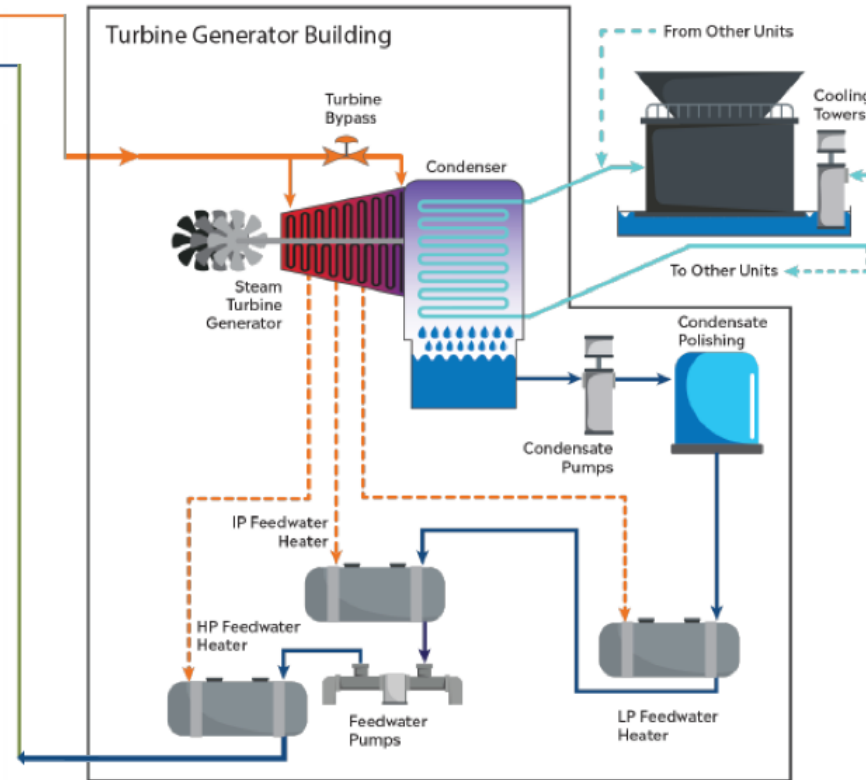 Turbine Generator Building
From Other Units
Turbine
Bypass
Cooling
Towers
Condenser
To Other Units
Steam
Turbine
Generator
Condensate
Polishing
Condensate
Pumps
IP Feedwater
Heater
HP Feedwater
Heater
Feedwater
Pumps
LP Feedwater
Heater